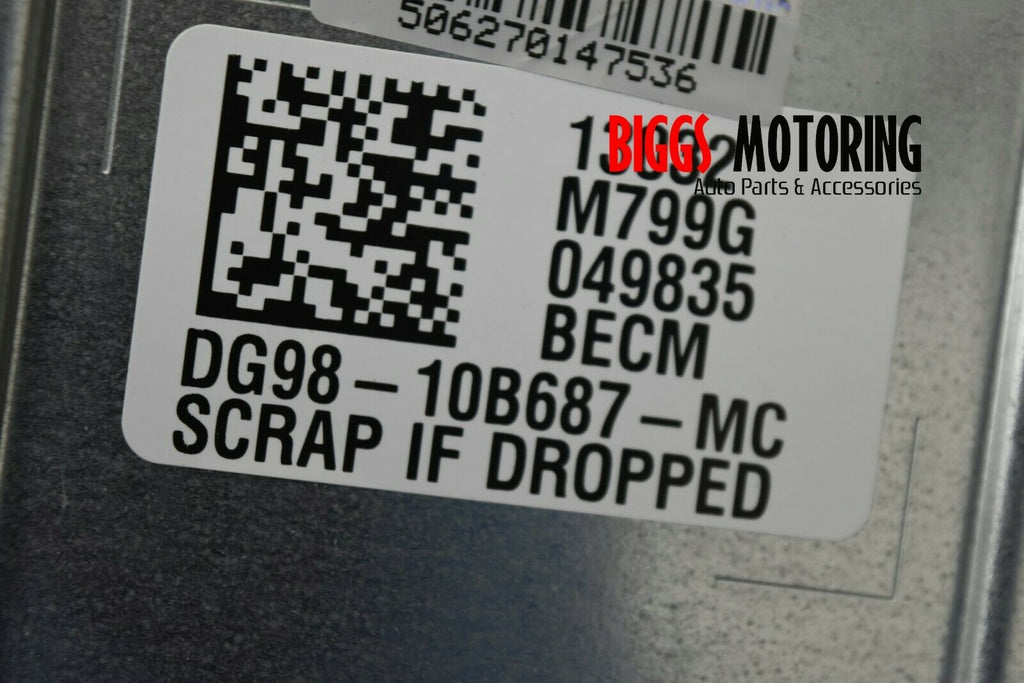 506270147536
BIGGS MOTORING
Auto Parts & Accessories
M799G
049835
BECM
DG98-10B687-MC
SCRAP IF DROPPED